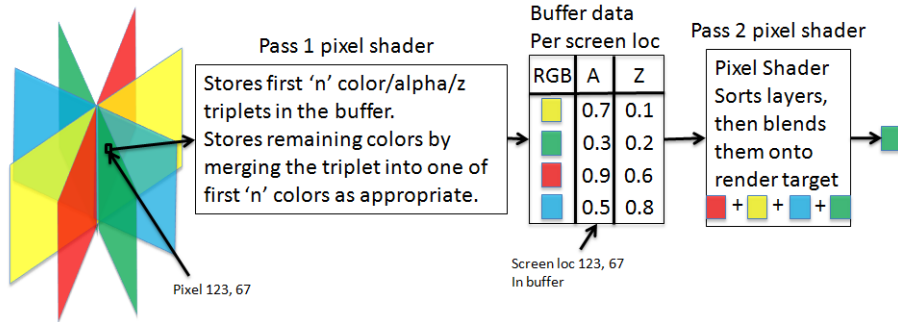 Pass 1 pixel shader
Stores first ‘n’ color/alpha/z
triplets in the buffer.
Stores remaining colors by
merging the triplet into one of
first ‘n’ colors as appropriate.
Pixel 123, 67
Buffer data
Per screen loc
RGB A Z
0.7 0.1
0.3 0.2
0.9 0.6
0.5 0.8
Screen loc 123, 67
In buffer
Pass 2 pixel shader
Pixel Shader
Sorts layers,
then blends
them onto
render target
+ + +